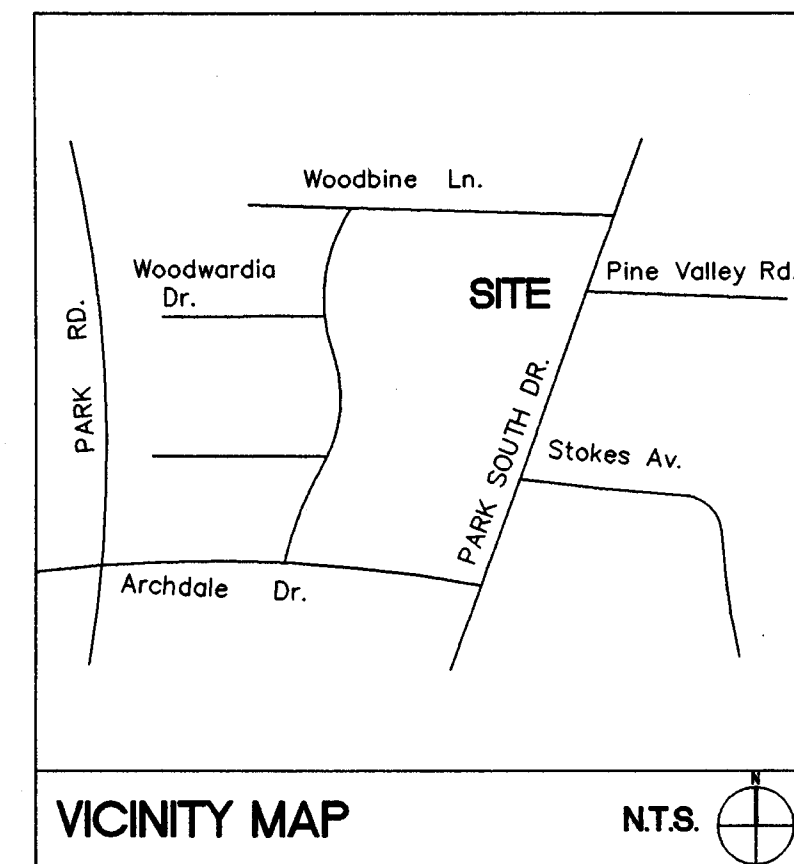 Woodbine Ln.
Woodwardia
Dr.
SITE
Pine Valley Rd.
PARK RD.
PARK SOUTH DR.
Stokes Av.
Archdale Dr.
VICINITY MAP
N.T.S.
N